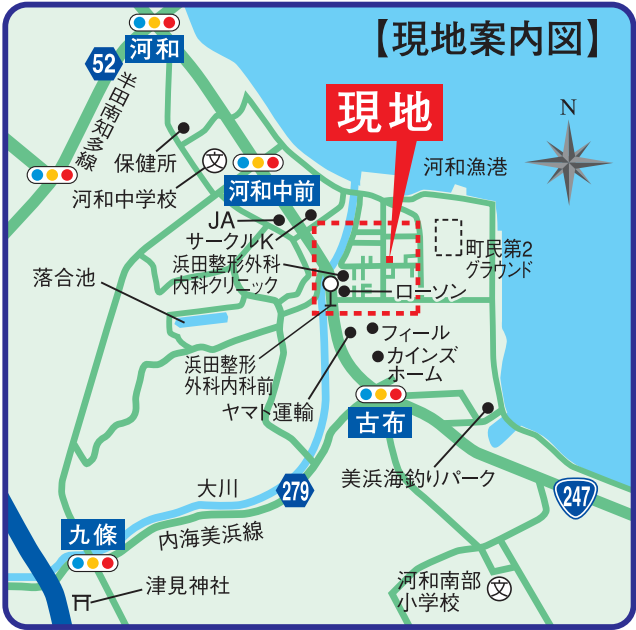 【現地案内図】
河和
52
半田南知多線
現地
N
保健所
文
河和中学校
河和漁港
河和中前
JA
サークルK
町民第2
グラウンド
浜田整形外科
内科クリニック
落合池
ローソン
フィール
カインズ
ホーム
浜田整形
外科内科前
ヤマト運輸
古布
美浜海釣りパーク
大川
279
247
九條
内海美浜線
津見神社
河和南部
小学校
文